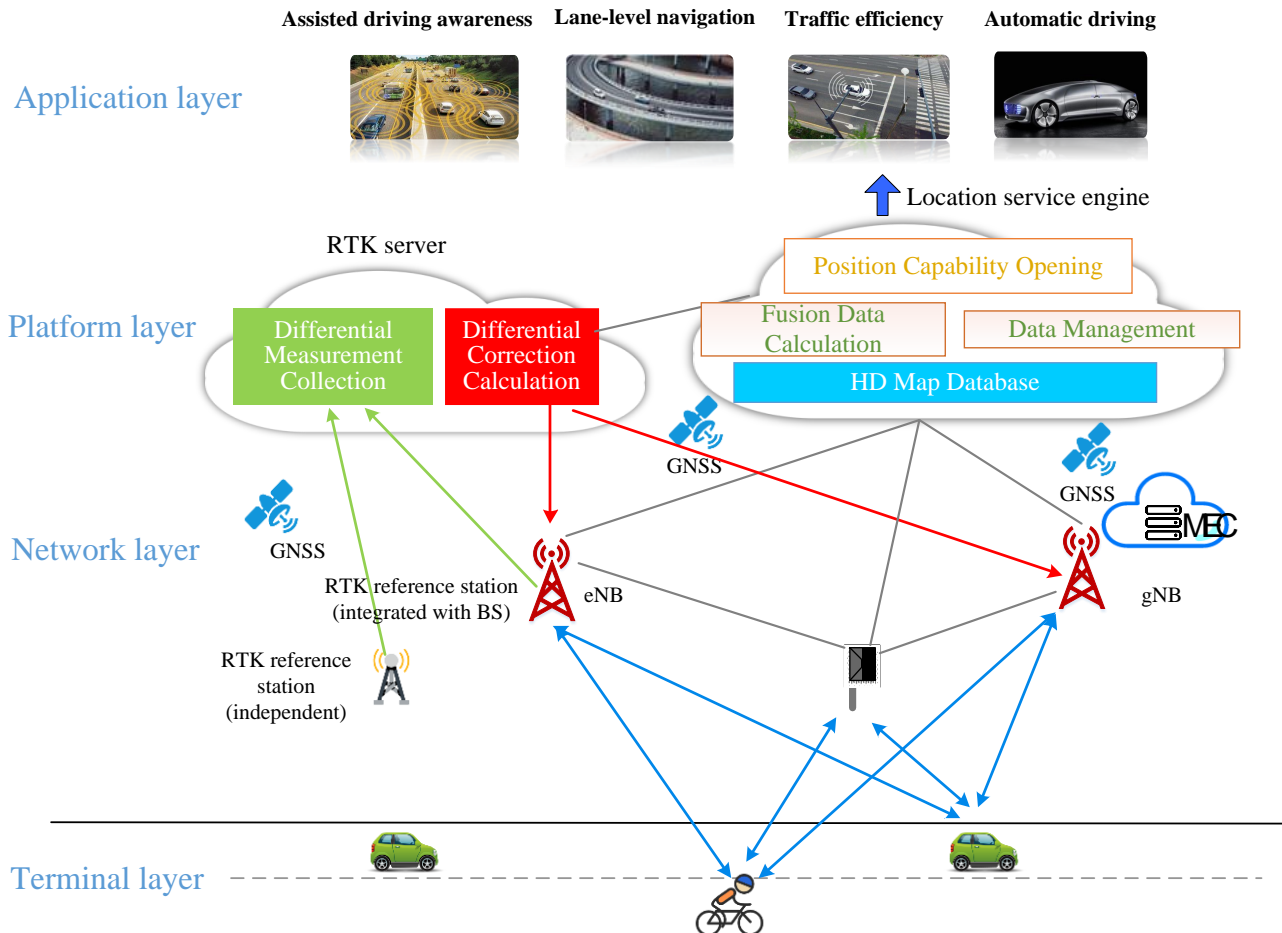 Assisted driving awareness
Lane-level navigation
Traffic efficiency
Automatic driving
Application layer
Location service engine
RTK server
Position Capability Opening
Platform layer
Differential
Measurement
Collection
Differential
Correction
Calculation
Fusion Data
Calculation
Data Management
HD Map Database
GNSS
GNSS
GNSS
MEC
Network layer
RTK reference station
(integrated with BS)
eNB
gNB
RTK reference
station
(independent)
Terminal layer